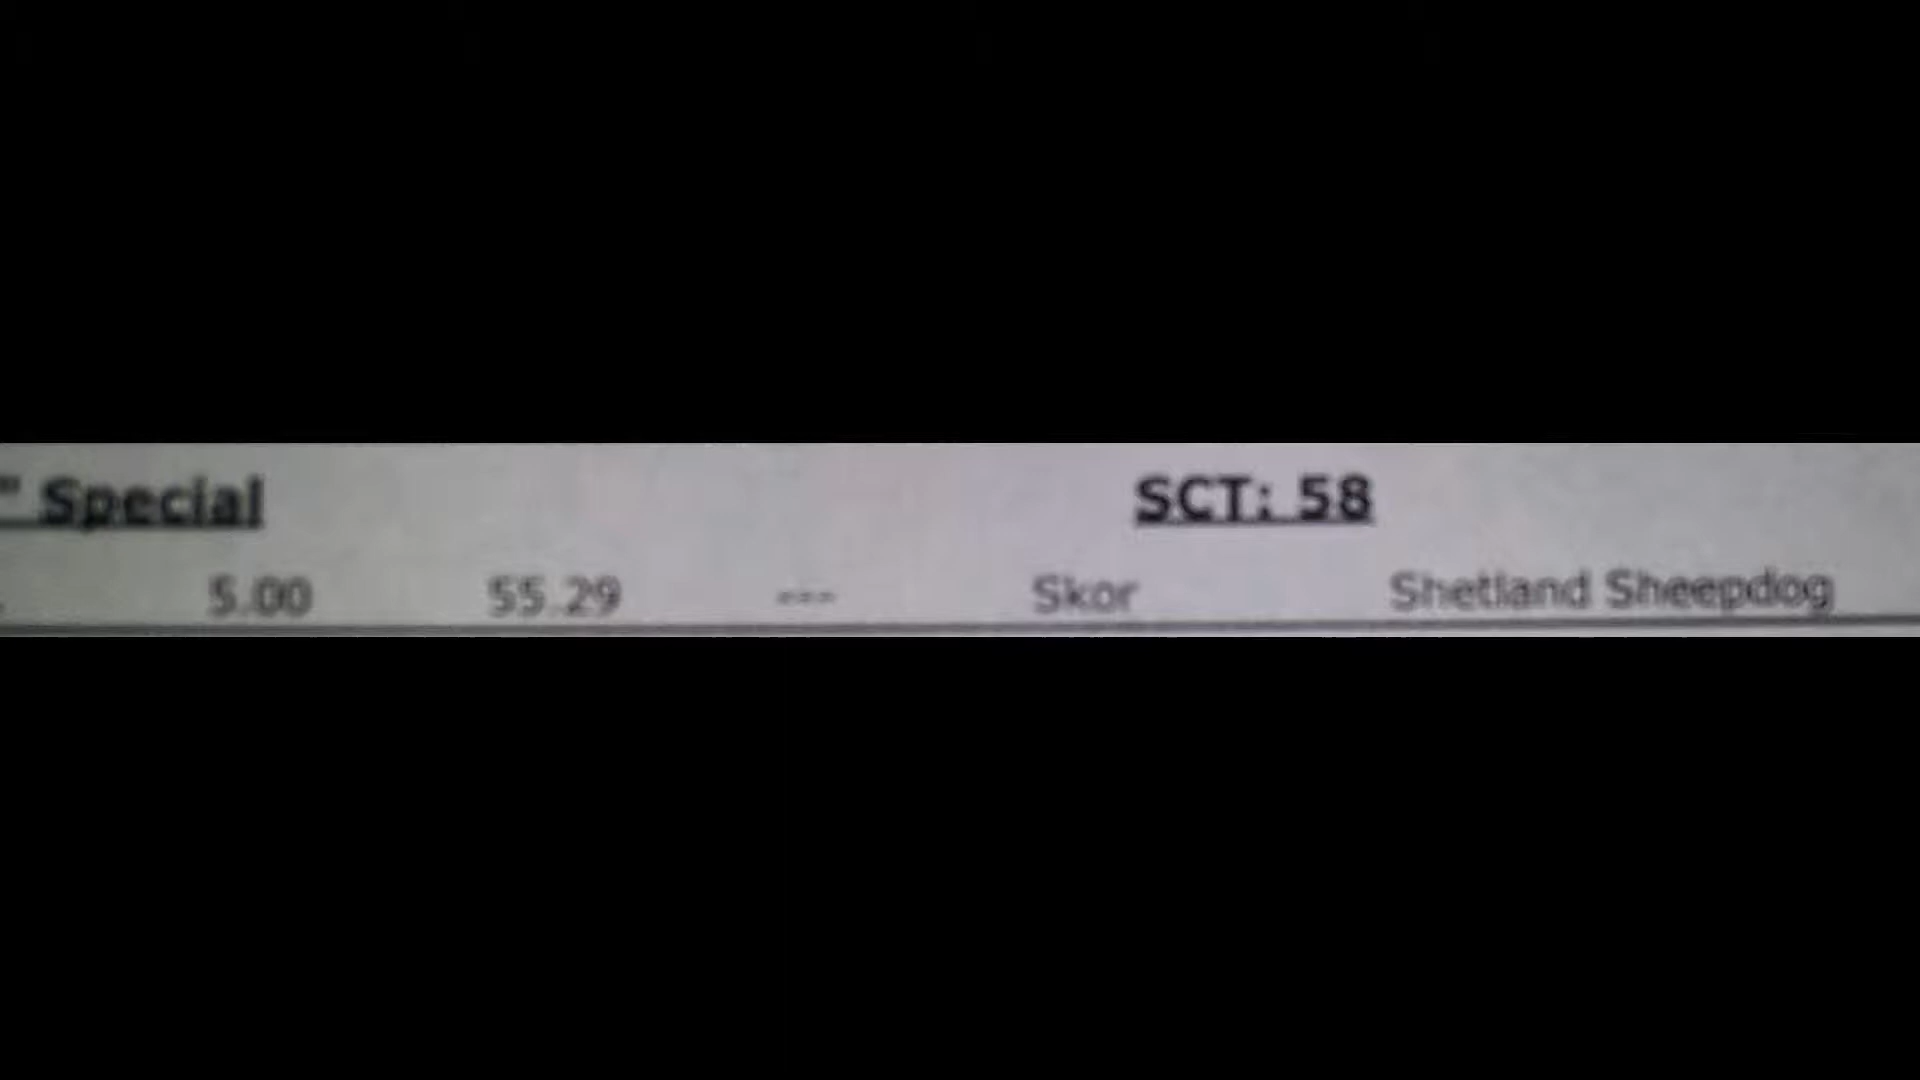 " Special SCT: 58
5.00 55.29 --- Skor Shetland Sheepdog